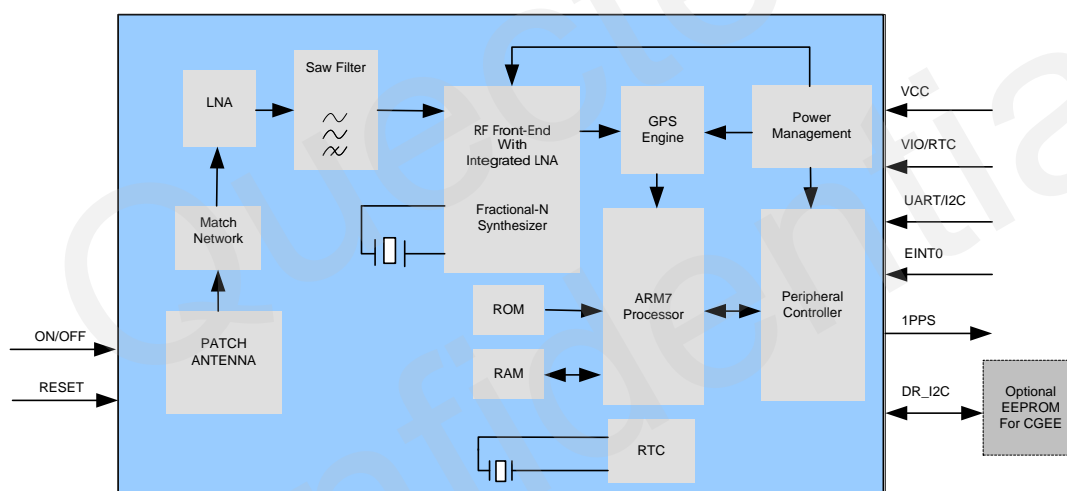 Saw Filter
LNA
RF Front-End
With
Integrated LNA
Fractional-N
Synthesizer
GPS
Engine
Power
Management
VCC
VIO/RTC
UART/I2C
EINT0
1PPS
DR_I2C
Match
Network
PATCH
ANTENNA
ON/OFF
RESET
ROM
RAM
ARM7
Processor
Peripheral
Controller
RTC
Optional
EEPROM
For CGEE